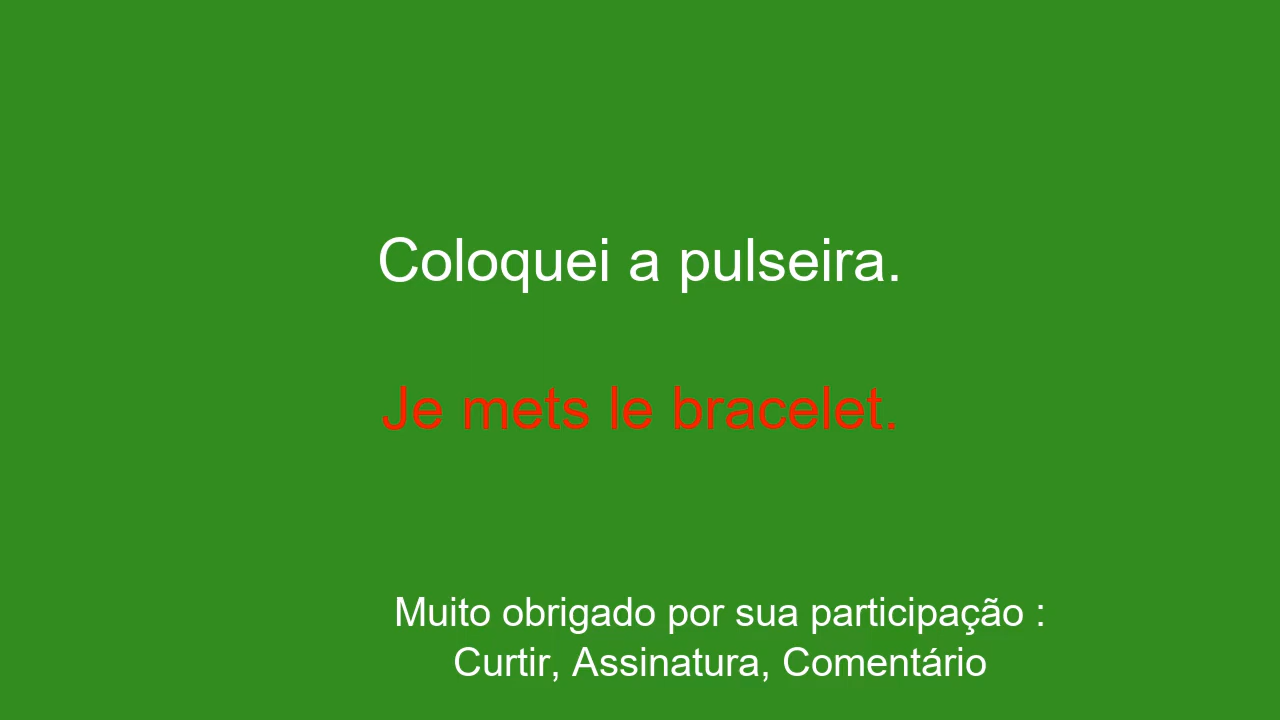 Coloquei a pulseira.
Je mets le bracelet.
Muito obrigado por sua participação :
Curtir, Assinatura, Comentário